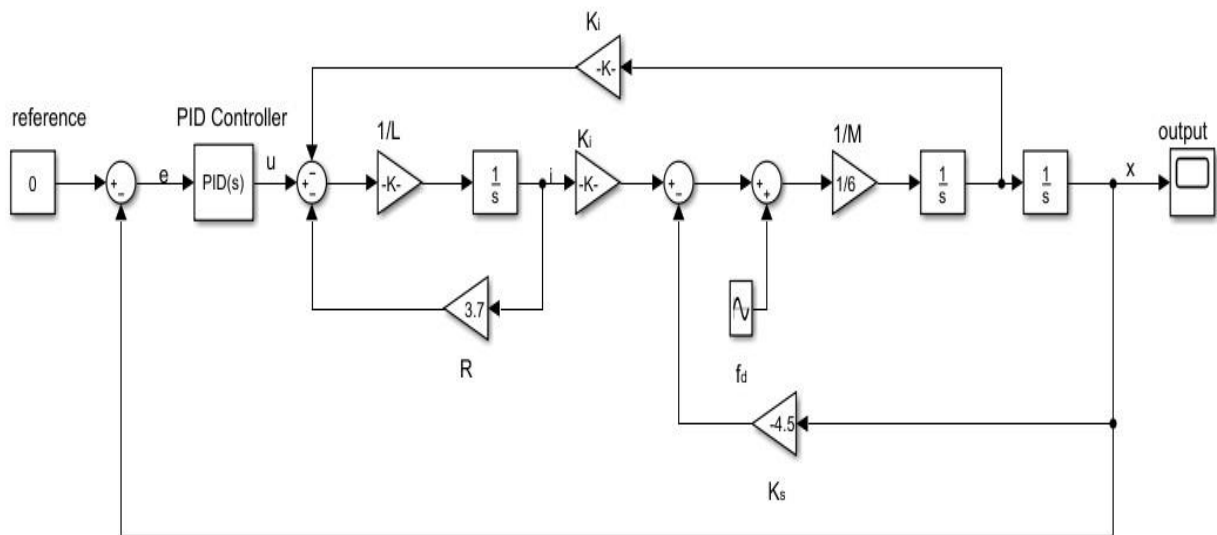 Ki
-K-
reference
PID Controller
1/L
Ki
1/M
output
0
+
−
e
PID(s)
u
−
+
−
-K-
1
s
i
-K-
+
−
+
+
1/6
1
s
1
s
x
3.7
R
fd
-4.5
Ks